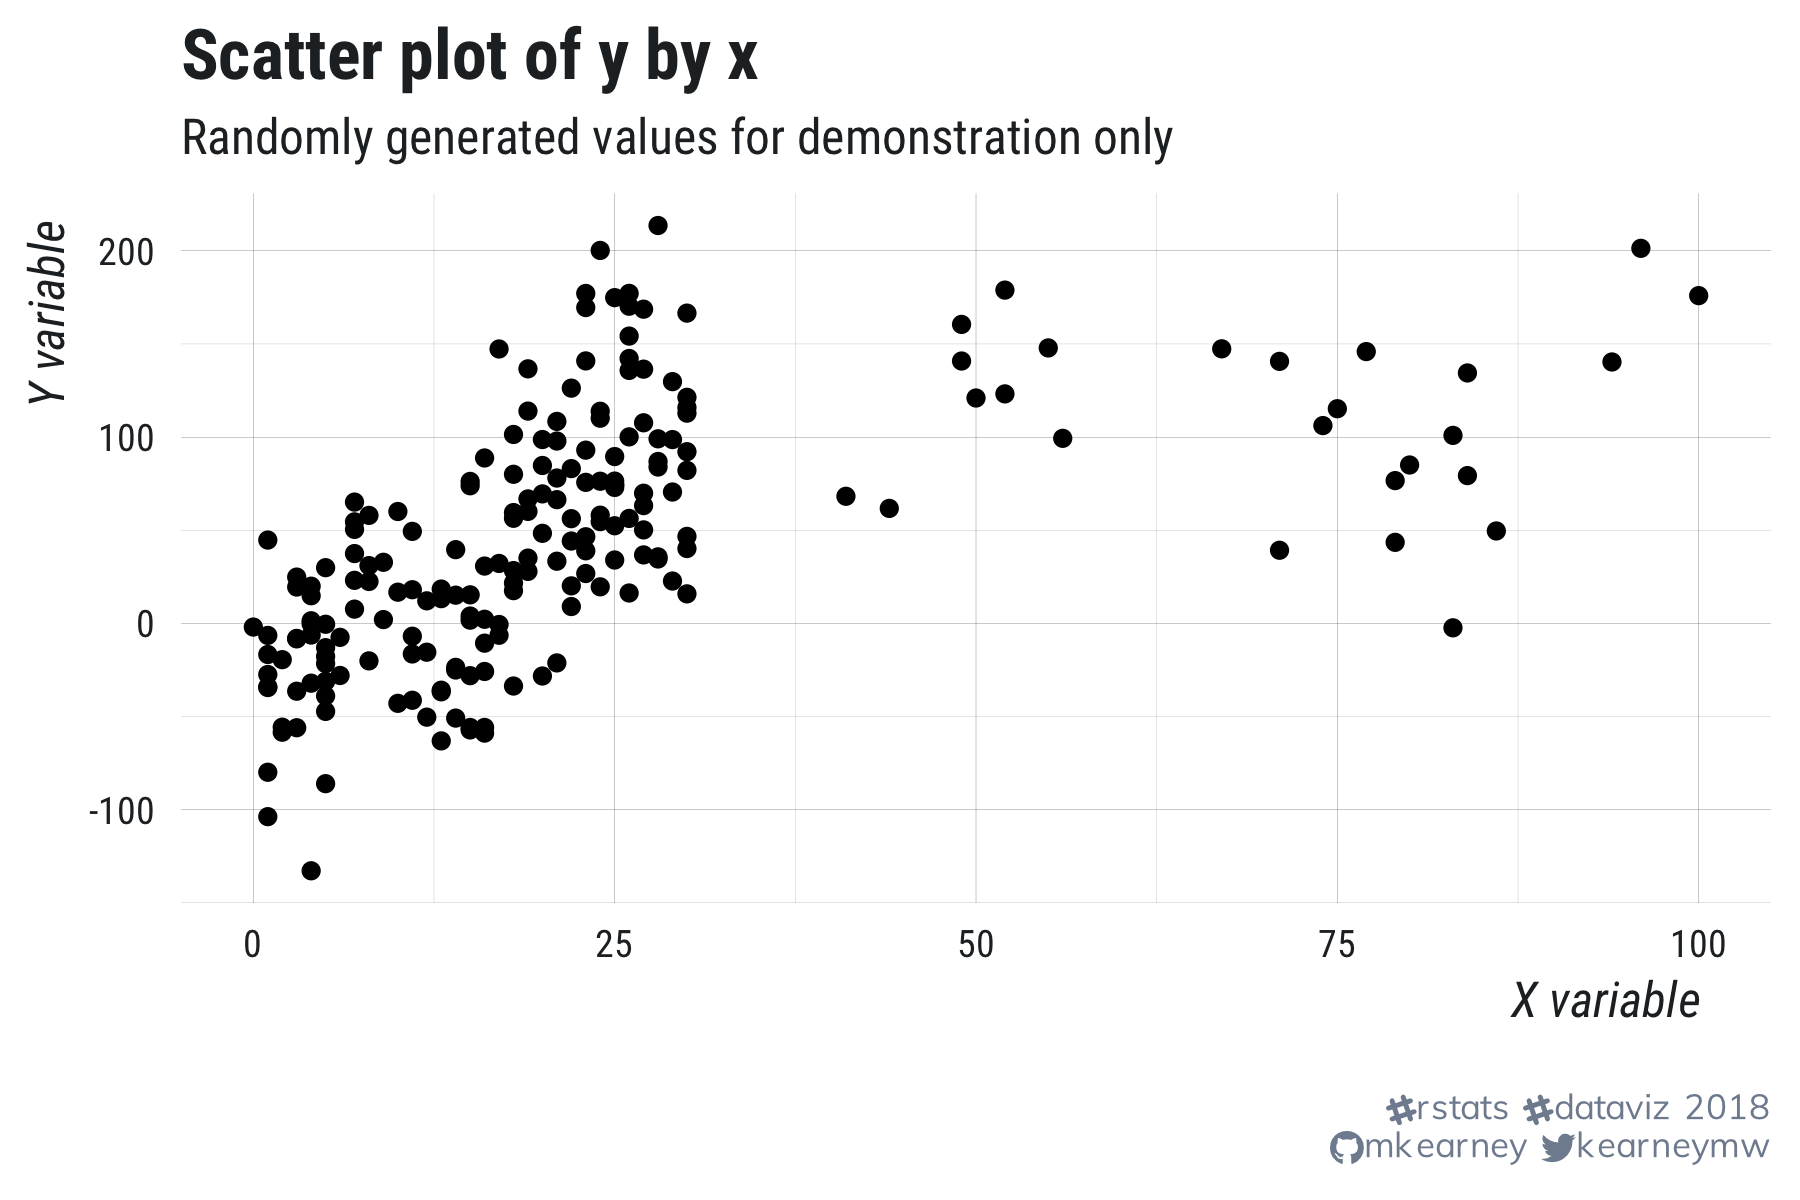 Scatter plot of y by x
Randomly generated values for demonstration only
Y variable
200
100
0
-100
0 25 50 75 100
X variable
#rstats #dataviz 2018
mkearney kearneymw